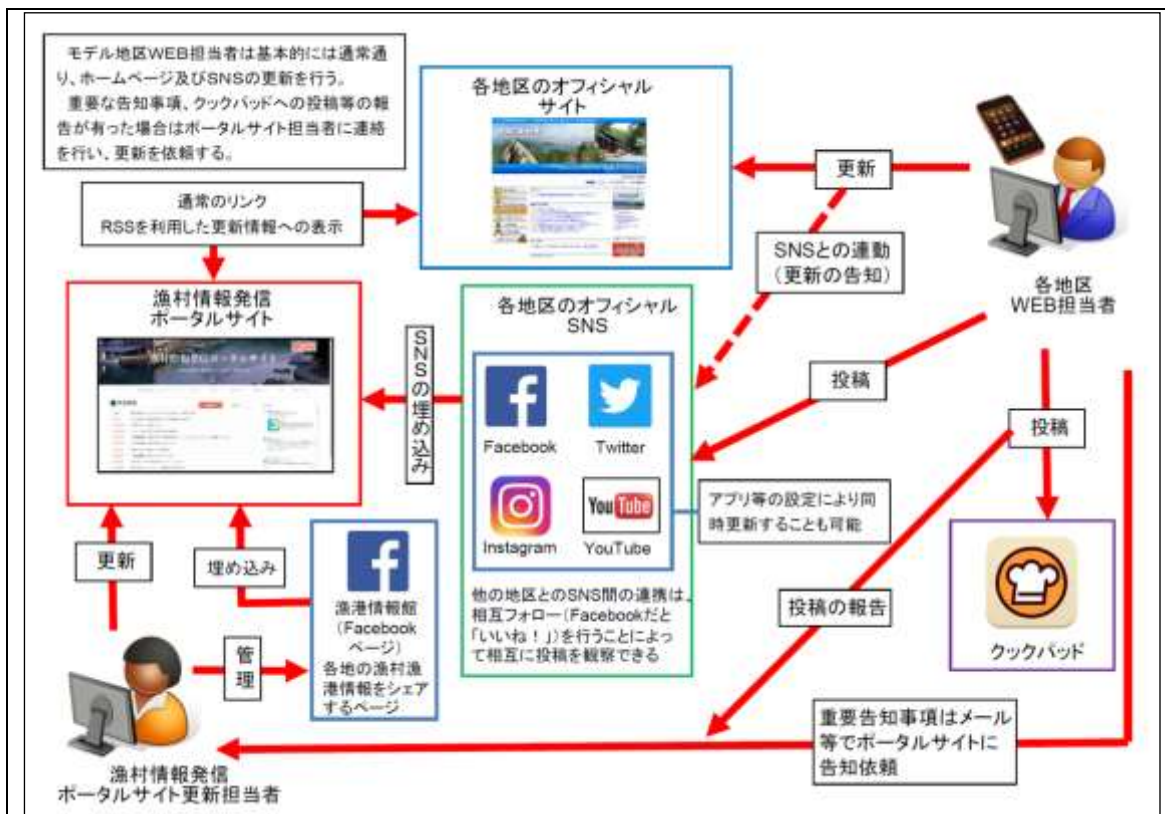 モデル地区WEB担当者は基本的には通常通
り、ホームページ及びSNSの更新を行う。
重要な告知事項、クックパッドへの投稿等の報
告が有った場合はポータルサイト担当者に連絡
を行い、更新を依頼する。
各地区のオフィシャル
サイト
更新
通常のリンク
RSSを利用した更新情報への表示
SNSとの連動
（更新の告知）
各地区
WEB担当者
漁村情報発信
ポータルサイト
SNSの埋め込み
各地区のオフィシャル
SNS
Facebook
Twitter
Instagram
YouTube
YouTube
投稿
投稿
アプリ等の設定により同
時更新することも可能
更新
埋め込み
漁港情報館
（Facebook
ページ）
各地の漁村漁
港情報をシェア
するページ
他の地区とのSNS間の連携は、
相互フォロー（Facebookだと
「いいね！」）を行うことによっ
て相互に投稿を観察できる
投稿の報告
クックパッド
管理
重要告知事項はメール
等でポータルサイトに
告知依頼
漁村情報発信
ポータルサイト更新担当者